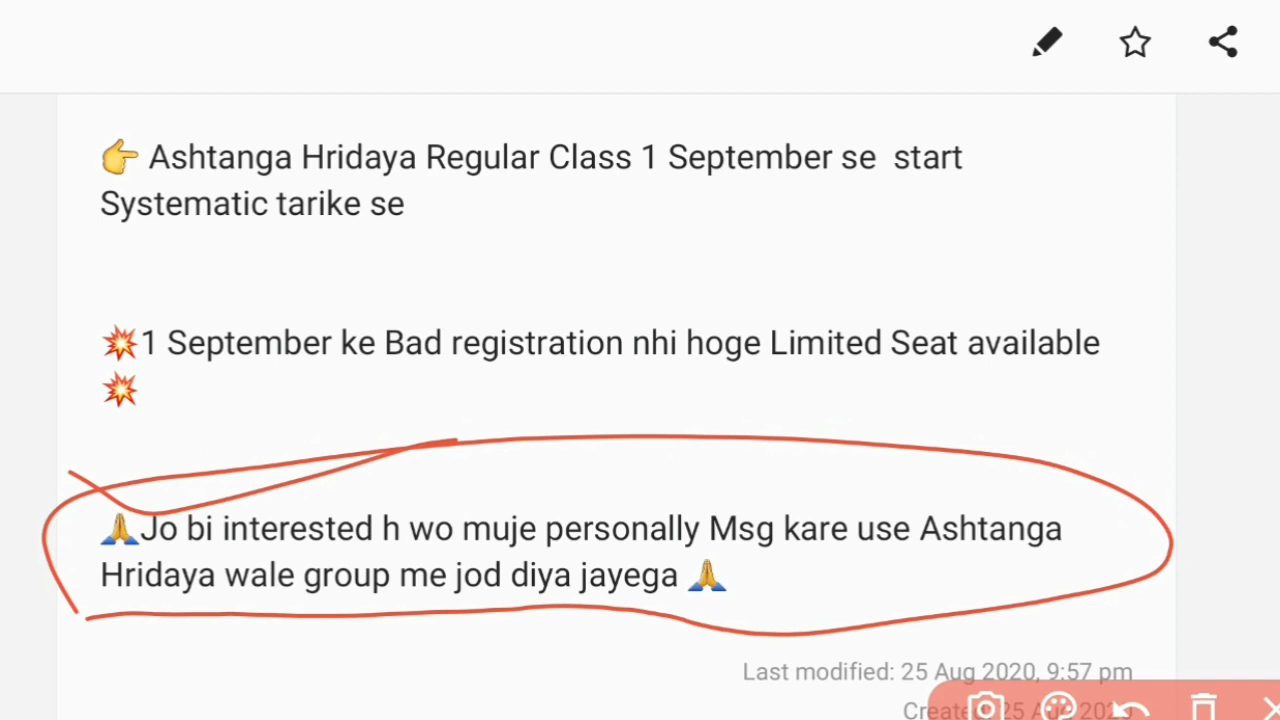 👉 Ashtanga Hridaya Regular Class 1 September se start
Systematic tarike se
💥1 September ke Bad registration nhi hoge Limited Seat available
💥
🙏Jo bi interested h wo muje personally Msg kare use Ashtanga
Hridaya wale group me jod diya jayega 🙏
Last modified: 25 Aug 2020, 9:57 pm
25 Aug